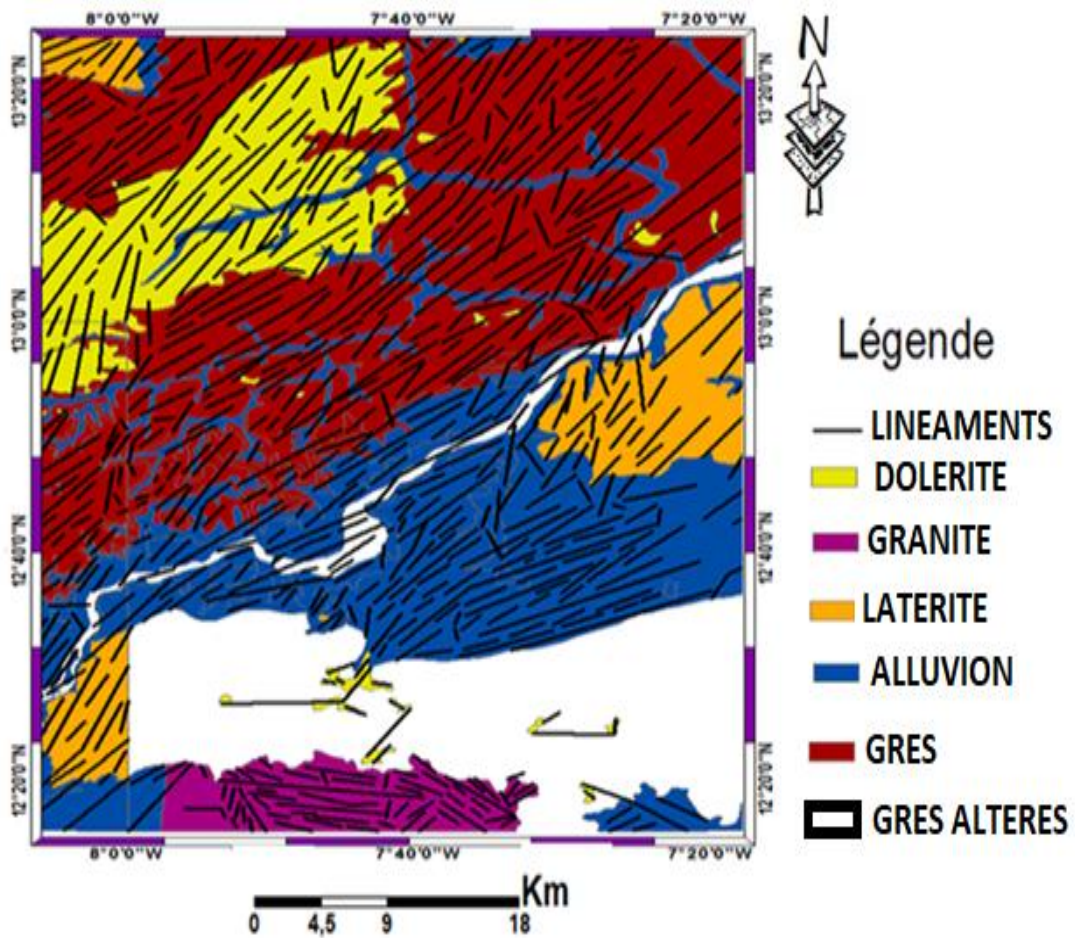 8°0'0"W 7°40'0"W 7°20'0"W
N
13°20'0"N 13°20'0"N
13°0'0"N 13°0'0"N
12°40'0"N 12°40'0"N
12°20'0"N 12°20'0"N
8°0'0"W 7°40'0"W 7°20'0"W
Légende
LINEAMENTS
DOLERITE
GRANITE
LATERITE
ALLUVION
GRES
GRES ALTERES
Km
0 4,5 9 18